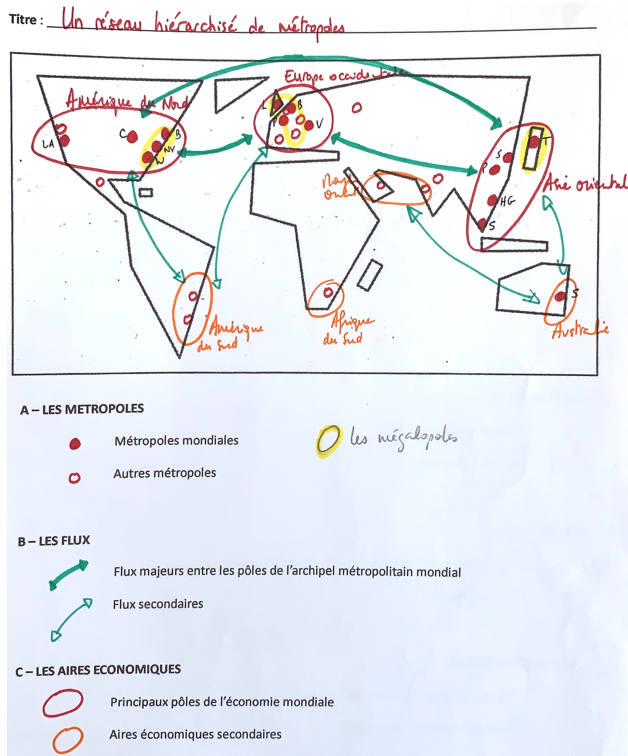 Titre : Un réseau hiérarchisé de métropoles
Europe occidentale
Amérique du Nord
L
B
P
V
LA
C
B
NY
W
T
S
P
HG
S
Moyen
Orient
Asie oriental
S
Amérique
du Sud
Afrique
du Sud
Australie
A – LES METROPOLES
Métropoles mondiales
les mégalopoles
Autres métropoles
B – LES FLUX
Flux majeurs entre les pôles de l'archipel métropolitain mondial
Flux secondaires
C – LES AIRES ECONOMIQUES
Principaux pôles de l'économie mondiale
Aires économiques secondaires